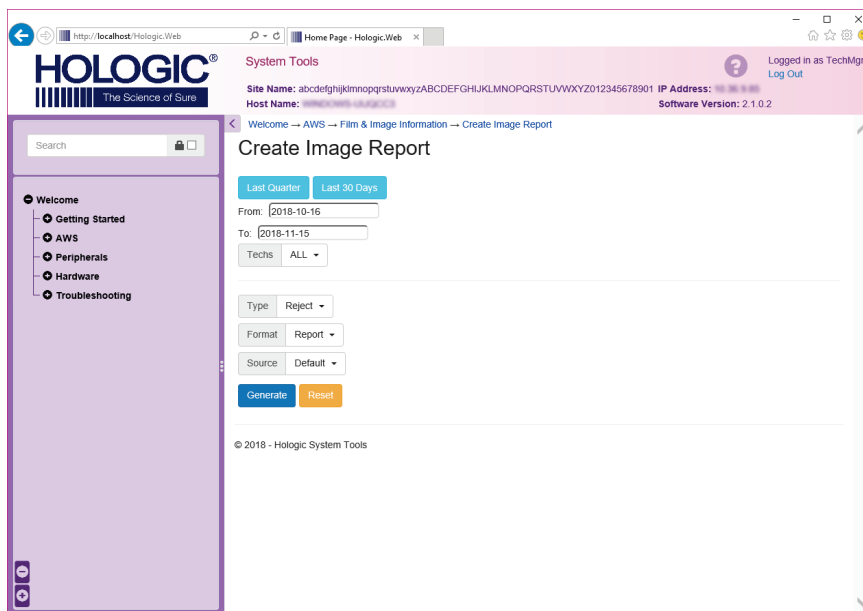 http://localhost/Hologic.Web
Home Page - Hologic.Web
HOLOGIC®
The Science of Sure
System Tools
Logged in as TechMgr
Log Out
Site Name: abcdefghijklmnopqrstuvwxyzABCDEFGHIJKLMNOPQRSTUVWXYZ012345678901 IP Address:
Host Name:
Software Version: 2.1.0.2
Search
Welcome → AWS → Film & Image Information → Create Image Report
Create Image Report
Last Quarter Last 30 Days
From: 2018-10-16
To: 2018-11-15
Techs ALL
Type Reject
Format Report
Source Default
Generate Reset
© 2018 - Hologic System Tools
Welcome
Getting Started
AWS
Peripherals
Hardware
Troubleshooting